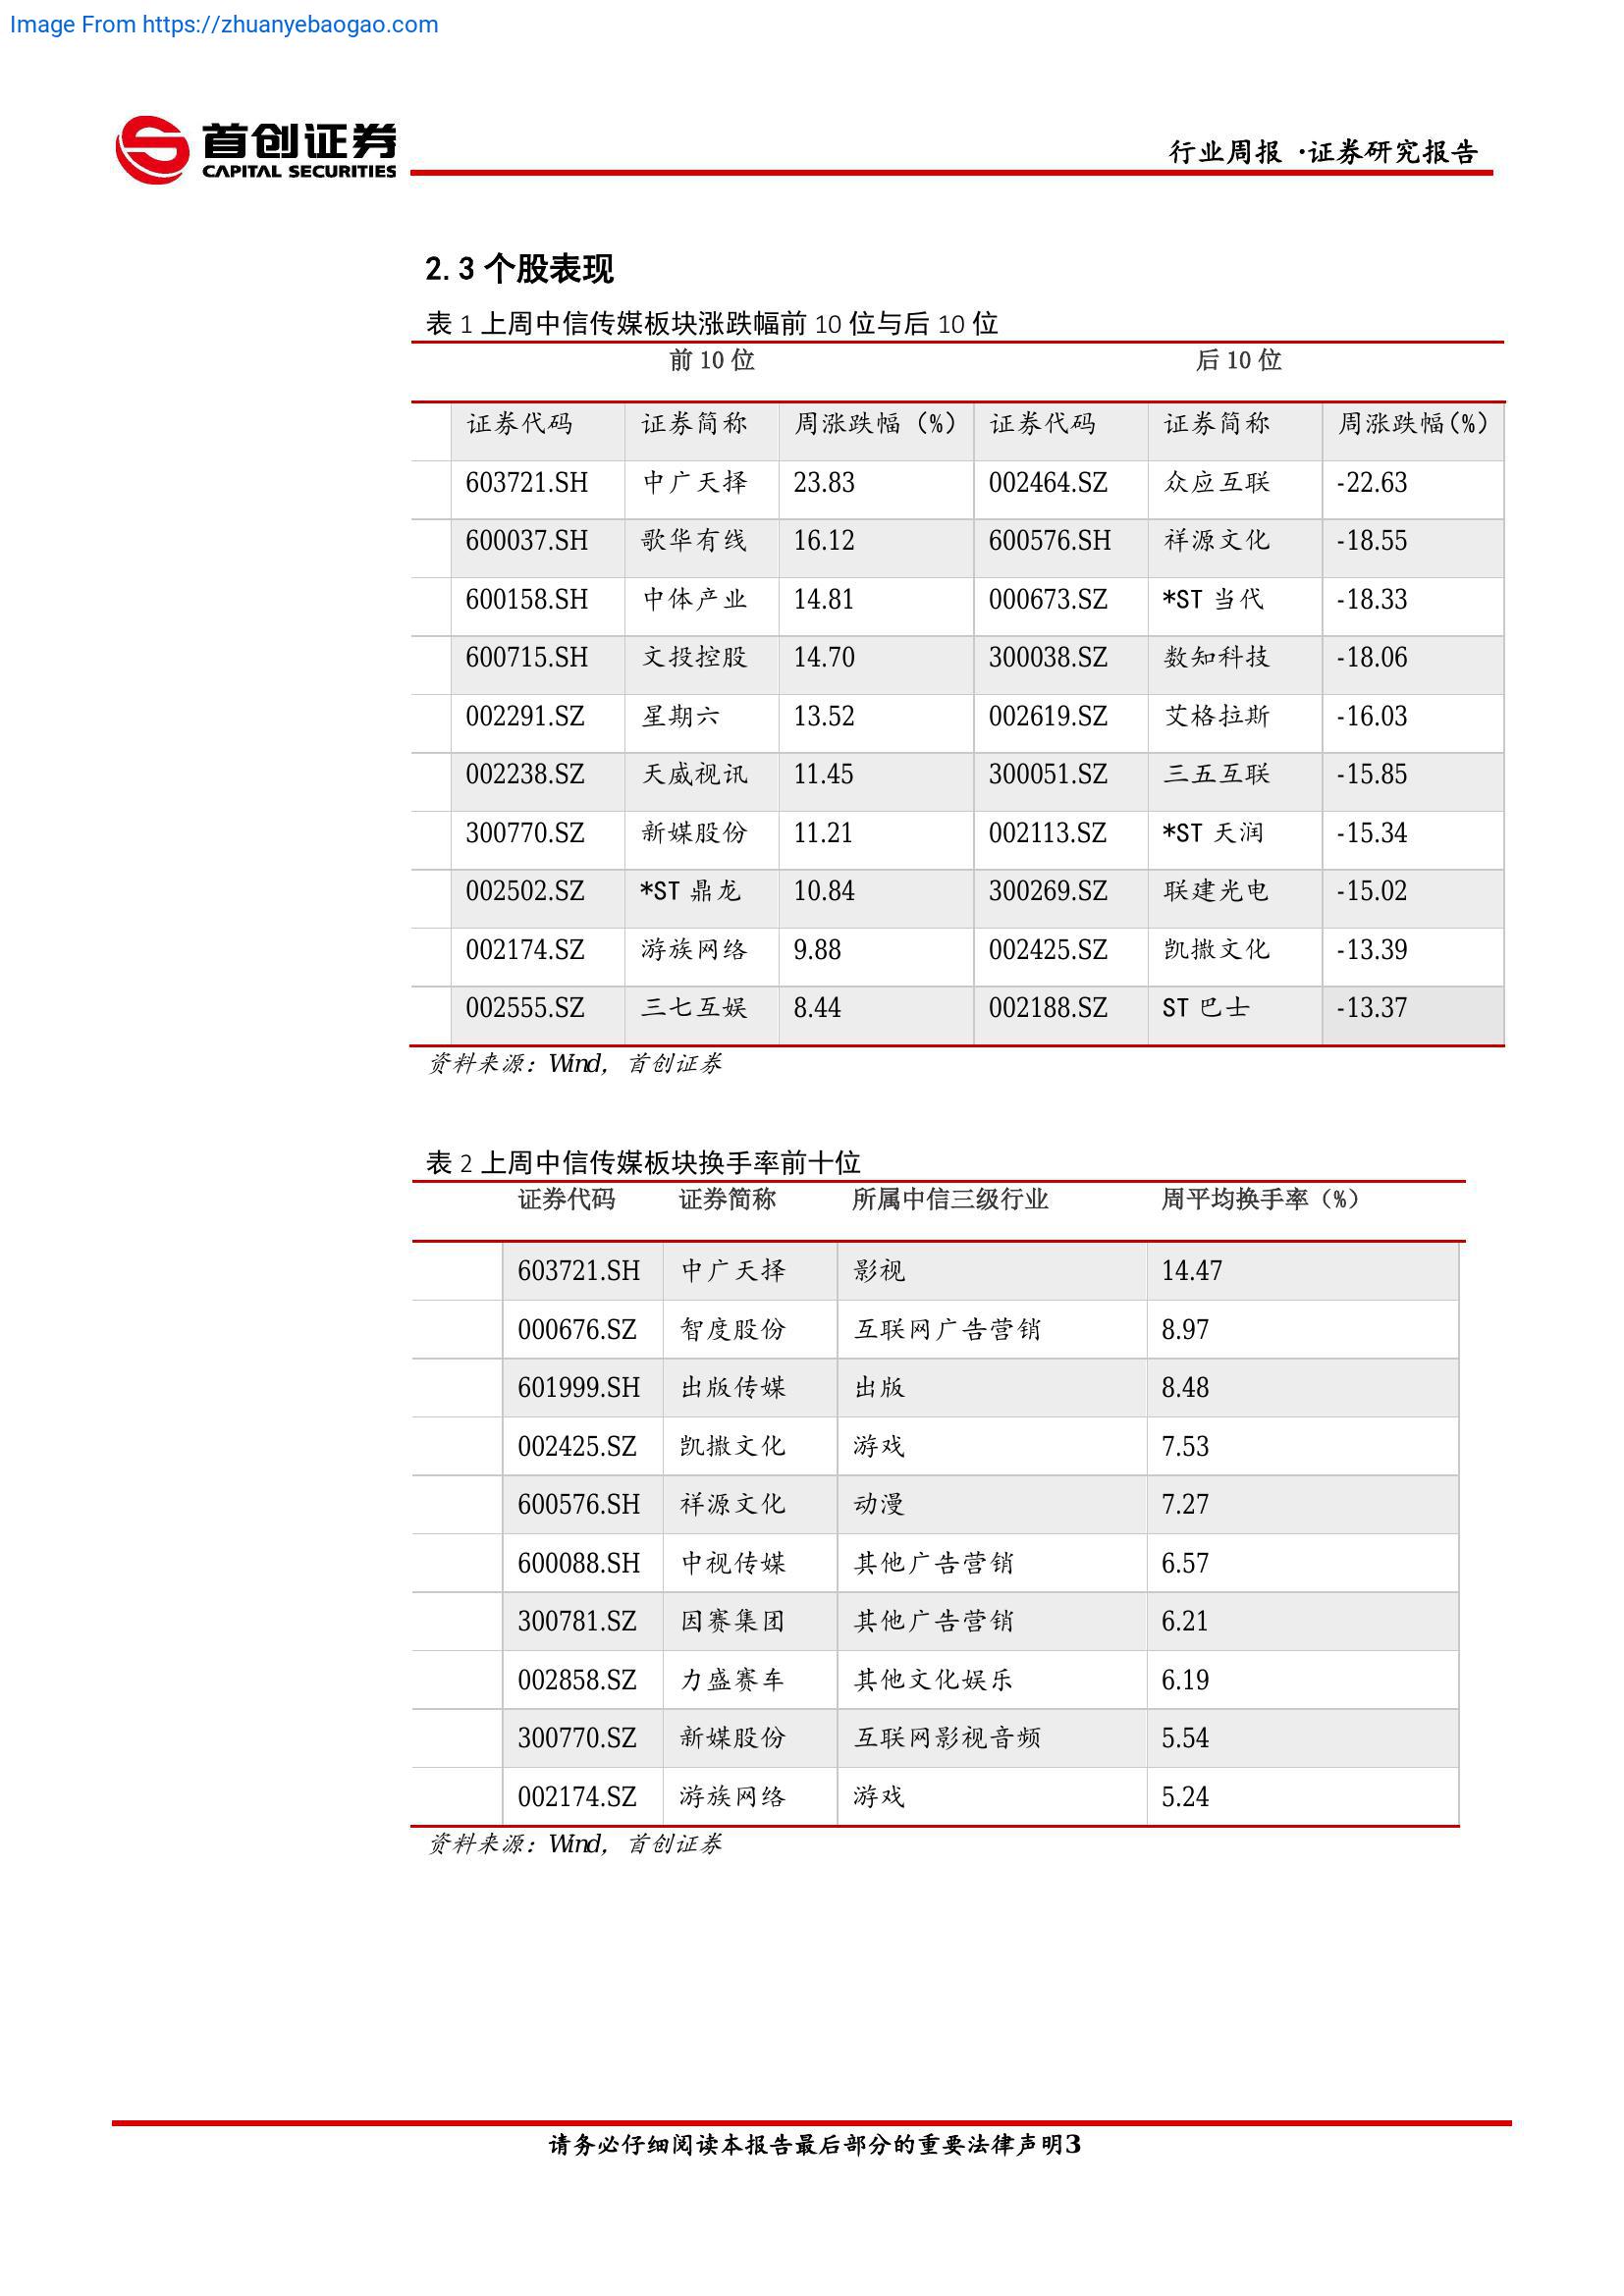 Image From https://zhuanyebaogao.com
首创证券
CAPITAL SECURITIES
行业周报 ·证券研究报告
2.3 个股表现
表 1 上周中信传媒板块涨跌幅前 10 位与后 10 位
前 10 位 后 10 位
证券代码 证券简称 周涨跌幅（%） 证券代码 证券简称 周涨跌幅(%)
603721.SH 中广天择 23.83 002464.SZ 众应互联 -22.63
600037.SH 歌华有线 16.12 600576.SH 祥源文化 -18.55
600158.SH 中体产业 14.81 000673.SZ *ST 当代 -18.33
600715.SH 文投控股 14.70 300038.SZ 数知科技 -18.06
002291.SZ 星期六 13.52 002619.SZ 艾格拉斯 -16.03
002238.SZ 天威视讯 11.45 300051.SZ 三五互联 -15.85
300770.SZ 新媒股份 11.21 002113.SZ *ST 天润 -15.34
002502.SZ *ST 鼎龙 10.84 300269.SZ 联建光电 -15.02
002174.SZ 游族网络 9.88 002425.SZ 凯撒文化 -13.39
002555.SZ 三七互娱 8.44 002188.SZ ST 巴士 -13.37
资料来源：Wind，首创证券
表 2 上周中信传媒板块换手率前十位
证券代码 证券简称 所属中信三级行业 周平均换手率（%）
603721.SH 中广天择 影视 14.47
000676.SZ 智度股份 互联网广告营销 8.97
601999.SH 出版传媒 出版 8.48
002425.SZ 凯撒文化 游戏 7.53
600576.SH 祥源文化 动漫 7.27
600088.SH 中视传媒 其他广告营销 6.57
300781.SZ 因赛集团 其他广告营销 6.21
002858.SZ 力盛赛车 其他文化娱乐 6.19
300770.SZ 新媒股份 互联网影视音频 5.54
002174.SZ 游族网络 游戏 5.24
资料来源：Wind，首创证券
请务必仔细阅读本报告最后部分的重要法律声明3